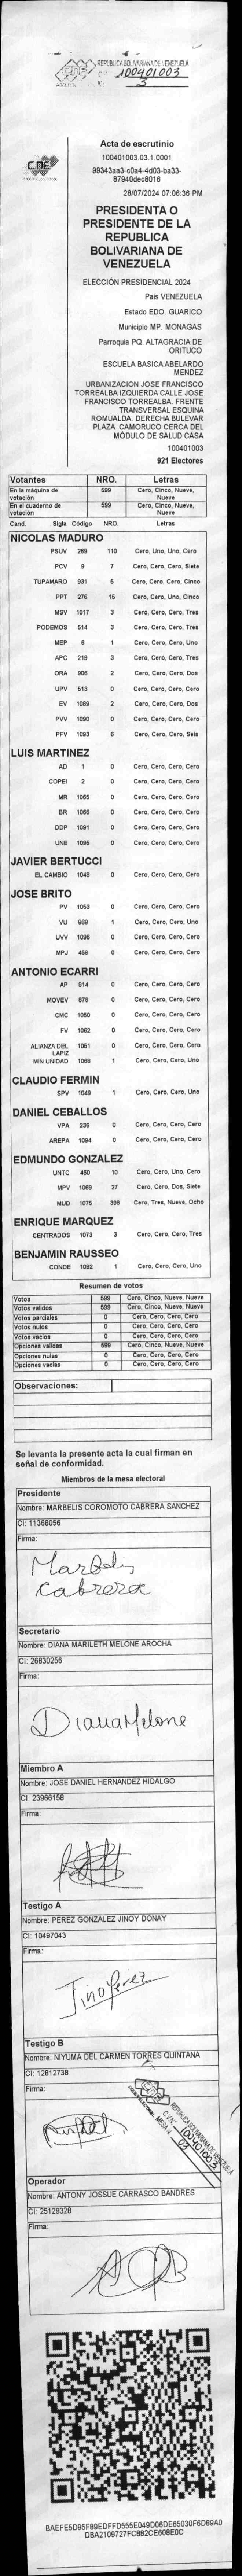 REPÚBLICA BOLIVARIANA DE VENEZUELA
100401003
3
CNE
Acta de escrutinio
100401003.03.1.0001
99343aa3-c0a4-4d03-ba33-
87940dec8016
28/07/2024 07:06:36 PM
PRESIDENTA O
PRESIDENTE DE LA
REPUBLICA
BOLIVARIANA DE
VENEZUELA
ELECCIÓN PRESIDENCIAL 2024
Pais VENEZUELA
Estado EDO. GUARICO
Municipio MP. MONAGAS
Parroquia PQ. ALTAGRACIA DE
ORITUCO
ESCUELA BASICA ABELARDO
MENDEZ
URBANIZACION JOSE FRANCISCO
TORREALBA IZQUIERDA CALLE JOSE
FRANCISCO TORREALBA. FRENTE
TRANSVERSAL ESQUINA
ROMUALDA. DERECHA BULEVAR
PLAZA CAMORUCO CERCA DEL
MÓDULO DE SALUD CASA
100401003
921 Electores
Votantes NRO. Letras
En la máquina de votación 599 Cero, Cinco, Nueve, Nueve
En el cuaderno de votación 599 Cero, Cinco, Nueve, Nueve
Cand. Sigla Código NRO. Letras
NICOLAS MADURO
PSUV 269 110 Cero, Uno, Uno, Cero
PCV 9 7 Cero, Cero, Cero, Siete
TUPAMARO 931 5 Cero, Cero, Cero, Cinco
PPT 276 15 Cero, Cero, Uno, Cinco
MSV 1017 3 Cero, Cero, Cero, Tres
PODEMOS 514 3 Cero, Cero, Cero, Tres
MEP 6 1 Cero, Cero, Cero, Uno
APC 219 3 Cero, Cero, Cero, Tres
ORA 906 2 Cero, Cero, Cero, Dos
UPV 513 0 Cero, Cero, Cero, Cero
EV 1089 2 Cero, Cero, Cero, Dos
PVV 1090 0 Cero, Cero, Cero, Cero
PFV 1093 6 Cero, Cero, Cero, Seis
LUIS MARTINEZ
AD 1 0 Cero, Cero, Cero, Cero
COPEI 2 0 Cero, Cero, Cero, Cero
MR 1065 0 Cero, Cero, Cero, Cero
BR 1066 0 Cero, Cero, Cero, Cero
DDP 1091 0 Cero, Cero, Cero, Cero
UNE 1095 0 Cero, Cero, Cero, Cero
JAVIER BERTUCCI
EL CAMBIO 1048 0 Cero, Cero, Cero, Cero
JOSE BRITO
PV 1053 0 Cero, Cero, Cero, Cero
VU 969 1 Cero, Cero, Cero, Uno
UVV 1096 0 Cero, Cero, Cero, Cero
MPJ 458 0 Cero, Cero, Cero, Cero
ANTONIO ECARRI
AP 914 0 Cero, Cero, Cero, Cero
MOVEV 979 0 Cero, Cero, Cero, Cero
CMC 1050 0 Cero, Cero, Cero, Cero
FV 1062 0 Cero, Cero, Cero, Cero
ALIANZA DEL LAPIZ 1051 0 Cero, Cero, Cero, Cero
MIN UNIDAD 1068 1 Cero, Cero, Cero, Uno
CLAUDIO FERMIN
SPV 1049 1 Cero, Cero, Cero, Uno
DANIEL CEBALLOS
VPA 236 0 Cero, Cero, Cero, Cero
AREPA 1094 0 Cero, Cero, Cero, Cero
EDMUNDO GONZALEZ
UNTC 460 10 Cero, Cero, Uno, Cero
MPV 1069 27 Cero, Cero, Dos, Siete
MUD 1075 398 Cero, Tres, Nueve, Ocho
ENRIQUE MARQUEZ
CENTRADOS 1073 3 Cero, Cero, Cero, Tres
BENJAMIN RAUSSEO
CONDE 1092 1 Cero, Cero, Cero, Uno
Resumen de votos
Votos 599 Cero, Cinco, Nueve, Nueve
Votos validos 599 Cero, Cinco, Nueve, Nueve
Votos parciales 0 Cero, Cero, Cero, Cero
Votos nulos 0 Cero, Cero, Cero, Cero
Votos vacios 0 Cero, Cero, Cero, Cero
Opciones validas 599 Cero, Cinco, Nueve, Nueve
Opciones nulas 0 Cero, Cero, Cero, Cero
Opciones vacias 0 Cero, Cero, Cero, Cero
Observaciones:
Se levanta la presente acta la cual firman en
señal de conformidad.
Miembros de la mesa electoral
Presidente
Nombre: MARBELIS COROMOTO CABRERA SANCHEZ
CI: 11368056
Firma:
Marbelis
Cabrera
Secretario
Nombre: DIANA MARILETH MELONE AROCHA
CI: 26830256
Firma:
Diana Melone
Miembro A
Nombre: JOSE DANIEL HERNANDEZ HIDALGO
CI: 23966158
Firma:
Testigo A
Nombre: PEREZ GONZALEZ JINOY DONAY
CI: 10497043
Firma:
Jino Perez
Testigo B
Nombre: NIYUMA DEL CARMEN TORRES QUINTANA
CI: 12812738
Firma:
REPÚBLICA BOLIVARIANA DE VENEZUELA
100401003
MESA Nº 03
Operador
Nombre: ANTONY JOSSUE CARRASCO BANDRES
CI: 25129328
Firma:
BAEFE5D95F89EDFFD555E049D06DE65030F6D89A0
DBA2109727FC882CE608E0C